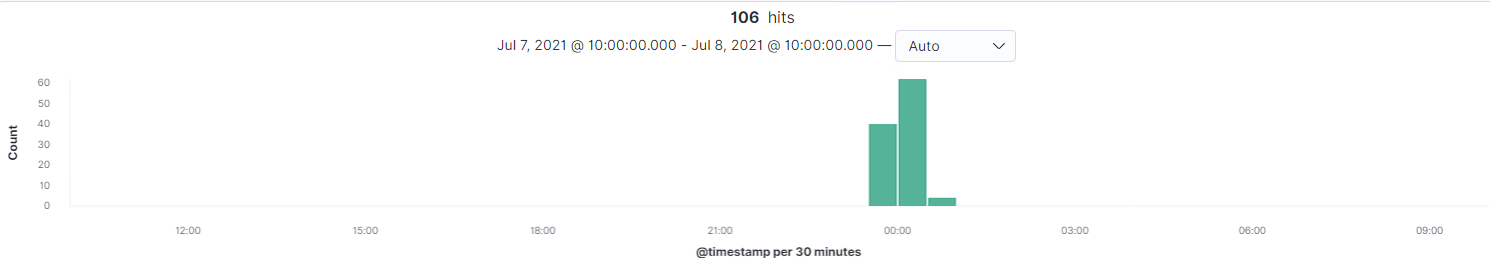 106 hits
Jul 7, 2021 @ 10:00:00.000 - Jul 8, 2021 @ 10:00:00.000 — Auto
60
50
40
30
20
10
0
Count
12:00 15:00 18:00 21:00 00:00 03:00 06:00 09:00
@timestamp per 30 minutes